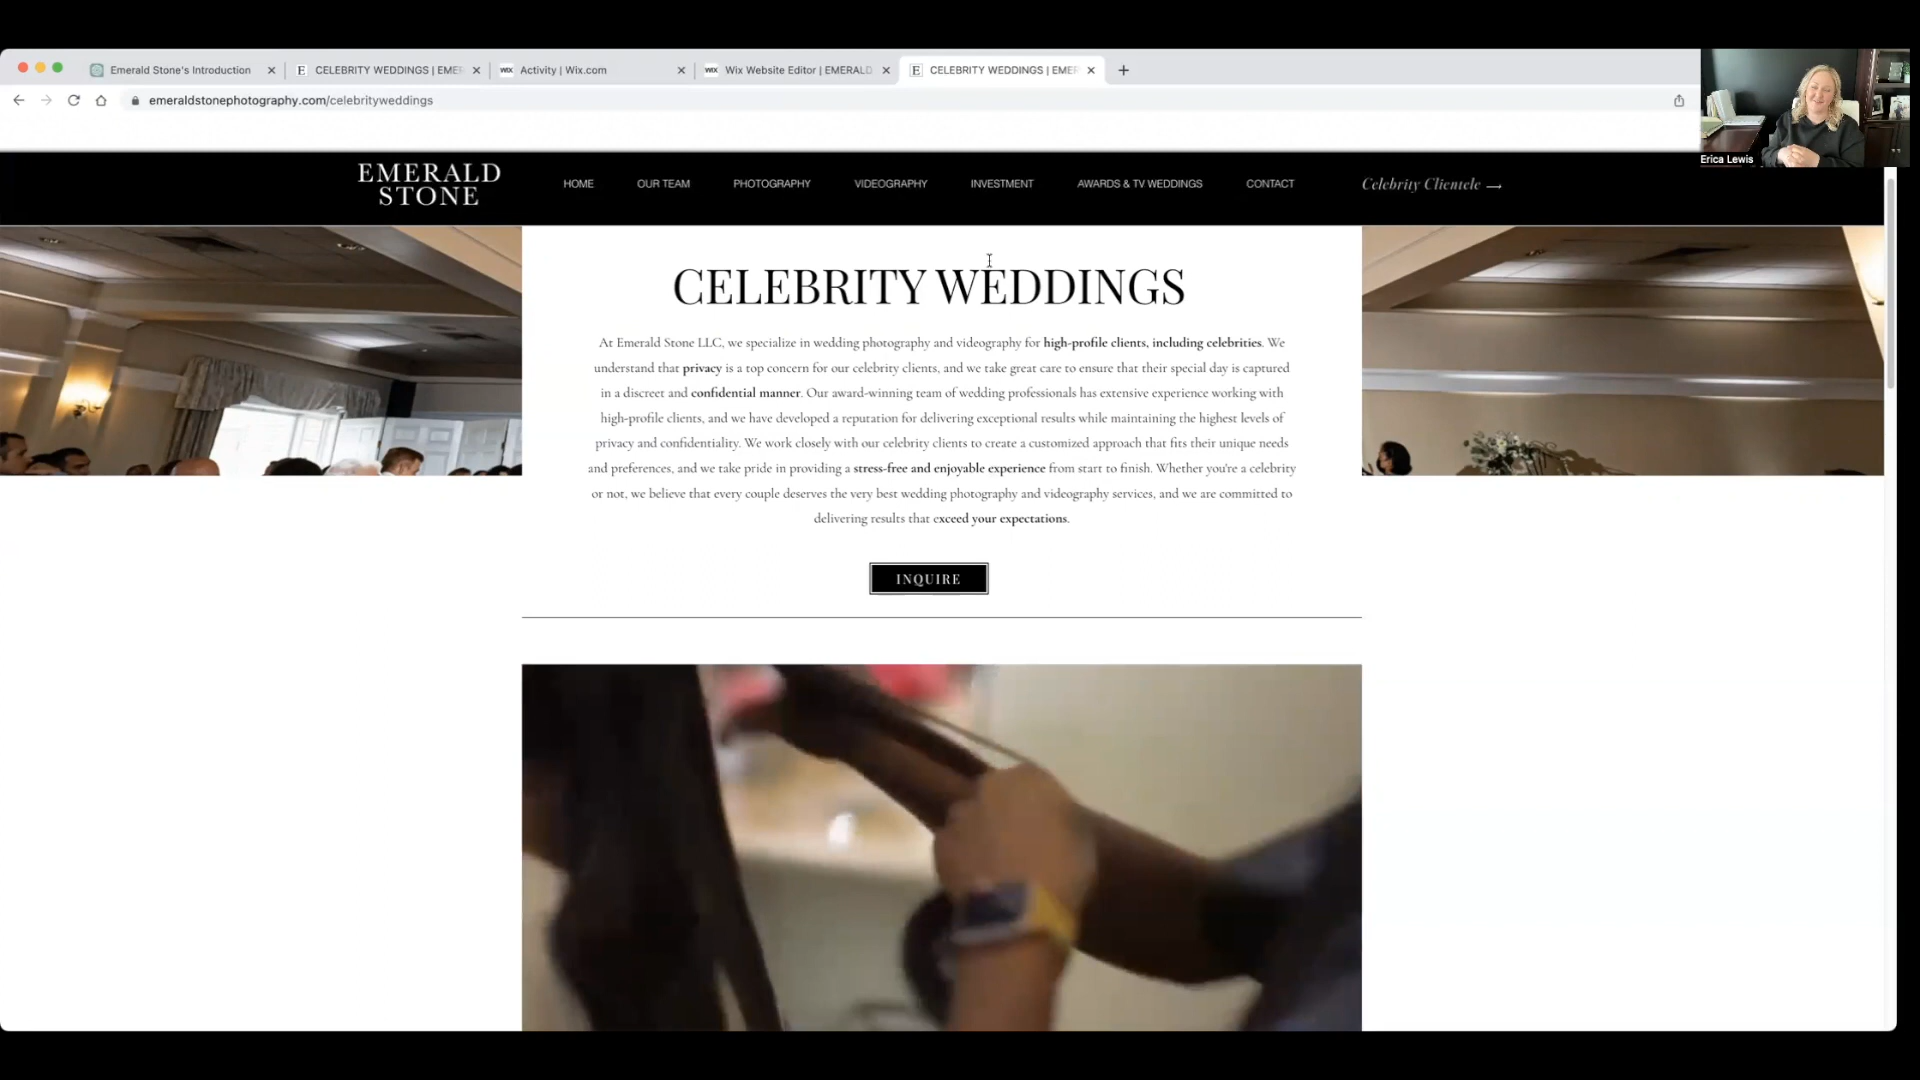 Emerald Stone's Introduction
E CELEBRITY WEDDINGS | EME
WiX Activity | Wix.com
WiX Wix Website Editor | EMERALD
E CELEBRITY WEDDINGS | EMER
emeraldstonephotography.com/celebrityweddings
Erica Lewis
EMERALD
STONE
HOME
OUR TEAM
PHOTOGRAPHY
VIDEOGRAPHY
INVESTMENT
AWARDS & TV WEDDINGS
CONTACT
Celebrity Clientele →
CELEBRITY WEDDINGS
At Emerald Stone LLC, we specialize in wedding photography and videography for high-profile clients, including celebrities. We
understand that privacy is a top concern for our celebrity clients, and we take great care to ensure that their special day is captured
in a discreet and confidential manner. Our award-winning team of wedding professionals has extensive experience working with
high-profile clients, and we have developed a reputation for delivering exceptional results while maintaining the highest levels of
privacy and confidentiality. We work closely with our celebrity clients to create a customized approach that fits their unique needs
and preferences, and we take pride in providing a stress-free and enjoyable experience from start to finish. Whether you're a celebrity
or not, we believe that every couple deserves the very best wedding photography and videography services, and we are committed to
delivering results that exceed your expectations.
INQUIRE